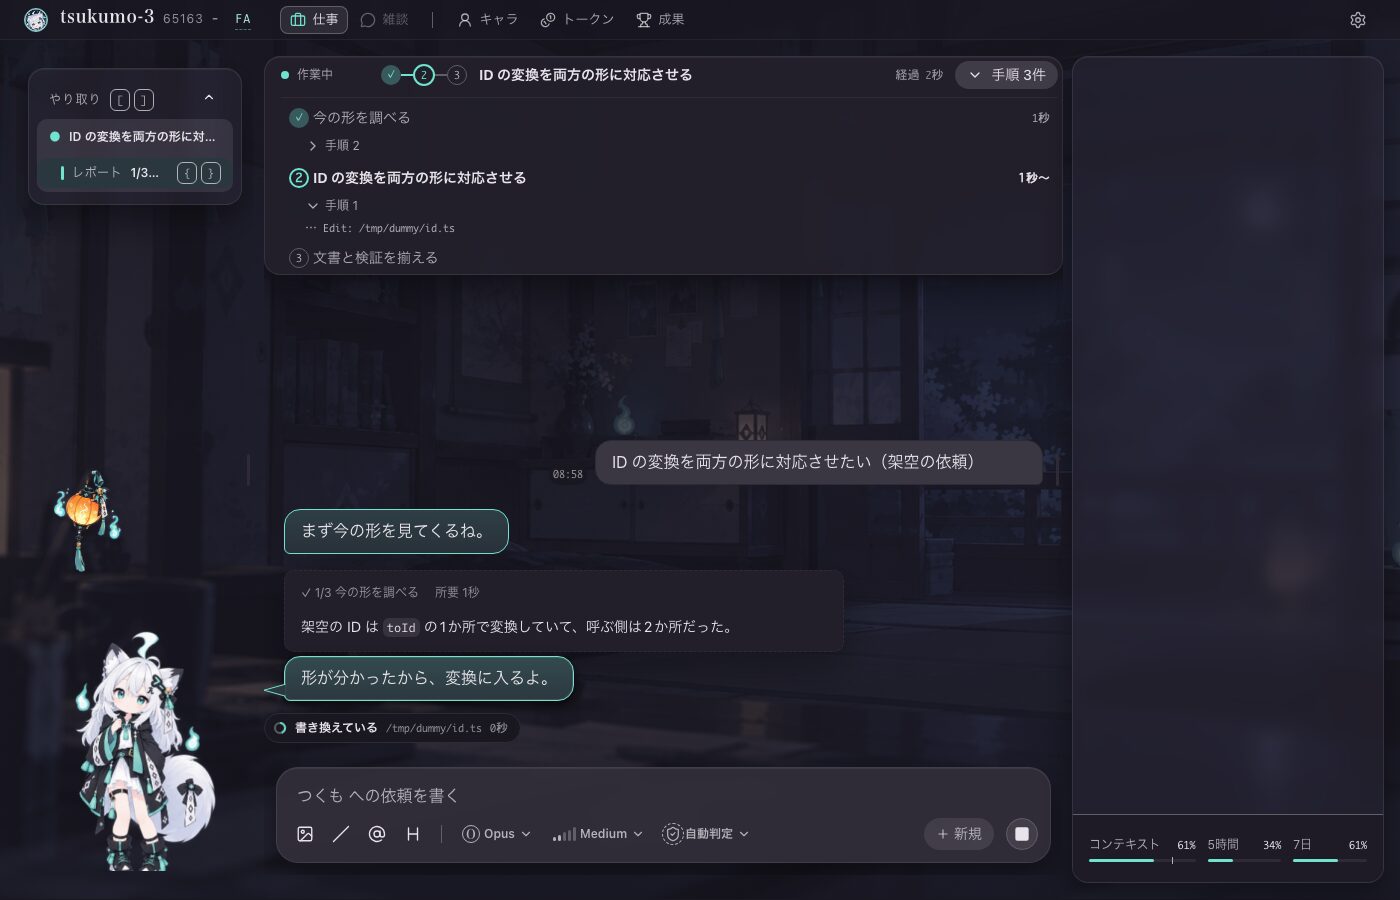 tsukumo-3 65163 - FA 仕事 雑談 キャラ トークン 成果
やり取り [ ]
ID の変換を両方の形に対…
レポート 1/3… { }
作業中 ✓ 2 3 ID の変換を両方の形に対応させる 経過 2秒 手順 3件
✓ 今の形を調べる 1秒
手順 2
2 ID の変換を両方の形に対応させる 1秒〜
手順 1
… Edit: /tmp/dummy/id.ts
3 文書と検証を揃える
08:58 ID の変換を両方の形に対応させたい（架空の依頼）
まず今の形を見てくるね。
✓ 1/3 今の形を調べる 所要 1秒
架空の ID は toId の1か所で変換していて、呼ぶ側は2か所だった。
形が分かったから、変換に入るよ。
書き換えている /tmp/dummy/id.ts 0秒
つくも への依頼を書く
Opus Medium 自動判定 + 新規
コンテキスト 61% 5時間 34% 7日 61%